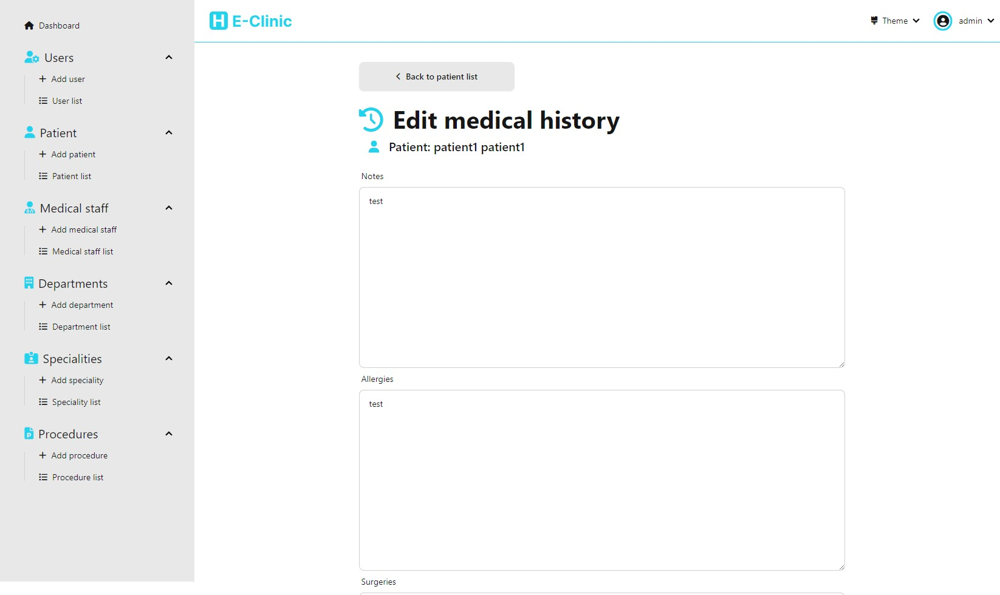 Dashboard
Users
Add user
User list
Patient
Add patient
Patient list
Medical staff
Add medical staff
Medical staff list
Departments
Add department
Department list
Specialities
Add speciality
Speciality list
Procedures
Add procedure
Procedure list
H E-Clinic
Theme
admin
Back to patient list
Edit medical history
Patient: patient1 patient1
Notes
test
Allergies
test
Surgeries